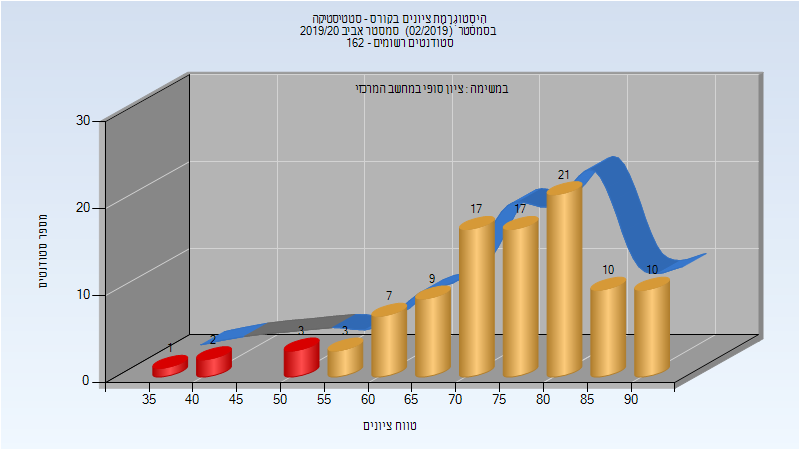 היסטוגרמת ציונים בקורס - סטטיסטיקה
בסמסטר (02/2019) סמסטר אביב 2019/20
סטודנטים רשומים - 162
במשימה : ציון סופי במחשב המרכזי
מספר סטודנטים
30
20
10
0
1
2
3
3
7
9
17
17
21
10
10
35 40 45 50 55 60 65 70 75 80 85 90
טווח ציונים